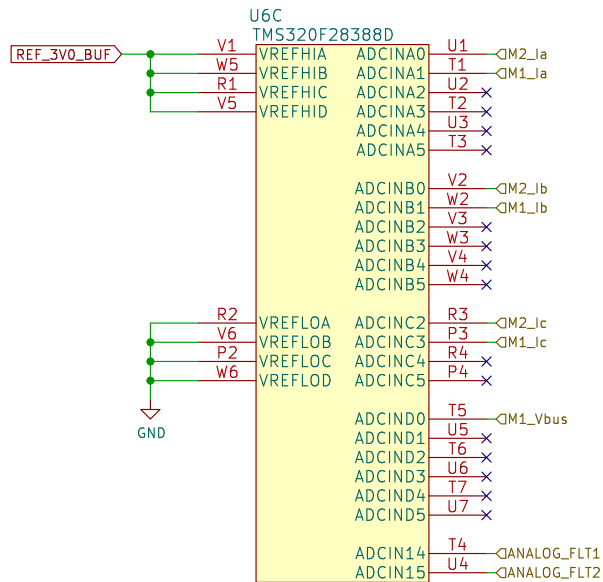 U6C
TMS320F28388D
REF_3V0_BUF V1 VREFHIA ADCINA0 U1 M2_Ia
W5 VREFHIB ADCINA1 T1 M1_Ia
R1 VREFHIC ADCINA2 U2
V5 VREFHID ADCINA3 T2
ADCINA4 U3
ADCINA5 T3
ADCINB0 V2 M2_Ib
ADCINB1 W2 M1_Ib
ADCINB2 V3
ADCINB3 W3
ADCINB4 V4
ADCINB5 W4
R2 VREFLOA ADCINC2 R3 M2_Ic
V6 VREFLOB ADCINC3 P3 M1_Ic
P2 VREFLOC ADCINC4 R4
W6 VREFLOD ADCINC5 P4
GND
ADCIND0 T5 M1_Vbus
ADCIND1 U5
ADCIND2 T6
ADCIND3 U6
ADCIND4 T7
ADCIND5 U7
ADCIN14 T4 ANALOG_FLT1
ADCIN15 U4 ANALOG_FLT2